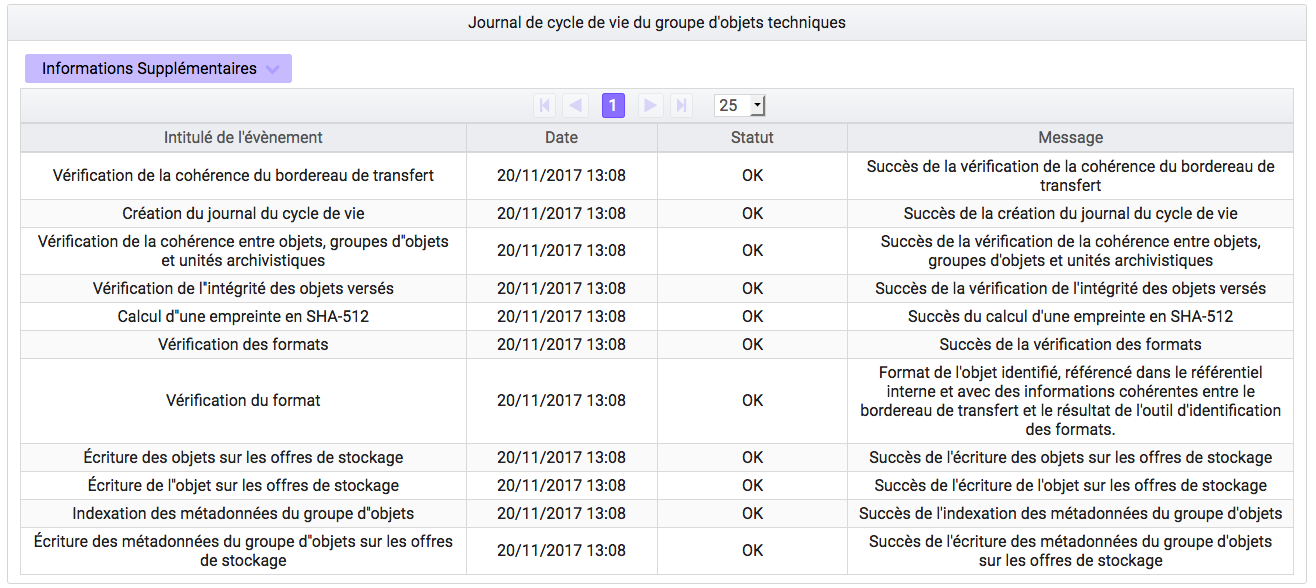 Journal de cycle de vie du groupe d'objets techniques
Informations Supplémentaires
1
25
Intitulé de l'évènement Date Statut Message
Vérification de la cohérence du bordereau de transfert 20/11/2017 13:08 OK Succès de la vérification de la cohérence du bordereau de
transfert
Création du journal du cycle de vie 20/11/2017 13:08 OK Succès de la création du journal du cycle de vie
Vérification de la cohérence entre objets, groupes d"objets
et unités archivistiques
20/11/2017 13:08 OK
Succès de la vérification de la cohérence entre objets,
groupes d'objets et unités archivistiques
Vérification de l"intégrité des objets versés 20/11/2017 13:08 OK Succès de la vérification de l'intégrité des objets versés
Calcul d"une empreinte en SHA-512 20/11/2017 13:08 OK Succès du calcul d'une empreinte en SHA-512
Vérification des formats 20/11/2017 13:08 OK Succès de la vérification des formats
Vérification du format 20/11/2017 13:08 OK
Format de l'objet identifié, référencé dans le référentiel
interne et avec des informations cohérentes entre le
bordereau de transfert et le résultat de l'outil d'identification
des formats.
Écriture des objets sur les offres de stockage 20/11/2017 13:08 OK Succès de l'écriture des objets sur les offres de stockage
Écriture de l"objet sur les offres de stockage 20/11/2017 13:08 OK Succès de l'écriture de l'objet sur les offres de stockage
Indexation des métadonnées du groupe d"objets 20/11/2017 13:08 OK Succès de l'indexation des métadonnées du groupe d'objets
Écriture des métadonnées du groupe d"objets sur les offres
de stockage
20/11/2017 13:08 OK
Succès de l'écriture des métadonnées du groupe d'objets
sur les offres de stockage